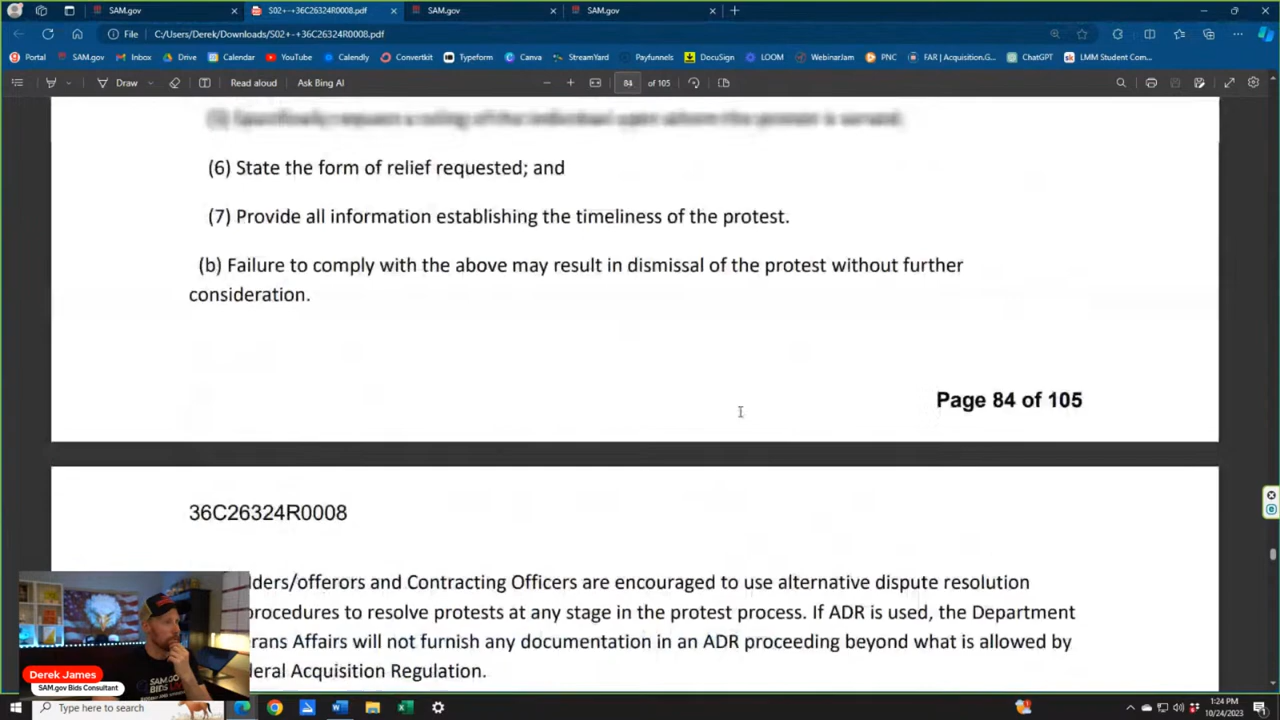 SAM.gov
S02+-+36C26324R0008.pdf
SAM.gov
SAM.gov
File
C:/Users/Derek/Downloads/S02+-+36C26324R0008.pdf
Portal
SAM.gov
Inbox
Drive
Calendar
YouTube
Calendly
Convertkit
Typeform
Canva
StreamYard
Payfunnels
DocuSign
LOOM
WebinarJam
PNC
FAR | Acquisition.G...
ChatGPT
LMM Student Com...
Draw
Read aloud
Ask Bing AI
84
of 105
(6) State the form of relief requested; and
(7) Provide all information establishing the timeliness of the protest.
(b) Failure to comply with the above may result in dismissal of the protest without further
consideration.
Page 84 of 105
36C26324R0008
ders/offerors and Contracting Officers are encouraged to use alternative dispute resolution
procedures to resolve protests at any stage in the protest process. If ADR is used, the Department
rans Affairs will not furnish any documentation in an ADR proceeding beyond what is allowed by
deral Acquisition Regulation.
SAM.GOV
BIDS
Derek James
SAM.gov Bids Consultant
Type here to search
1:24 PM
10/24/2023